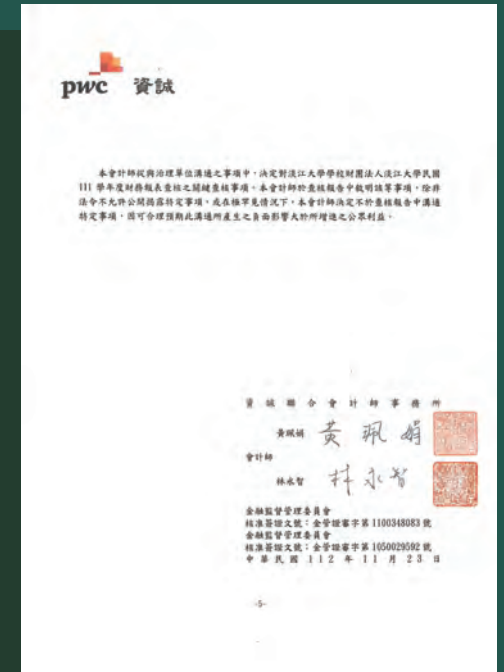 pwc 資誠
本會計師從與治理單位溝通之事項中，決定對淡江大學學校財團法人淡江大學民國
111 學年度財務報表查核之關鍵查核事項。本會計師於查核報告中敘明該等事項，除非
法令不允許公開揭露特定事項，或在極罕見情況下，本會計師決定不於查核報告中溝通
特定事項，因可合理預期此溝通所產生之負面影響大於所增進之公眾利益。
資誠聯合會計師事務所
黃珮娟 黃珮娟
會計師
林永智 林永智
金融監督管理委員會
核准簽證文號：金管證審字第 1100348083 號
金融監督管理委員會
核准簽證文號：金管證審字第 1050029592 號
中華民國 112 年 11 月 23 日
-5-